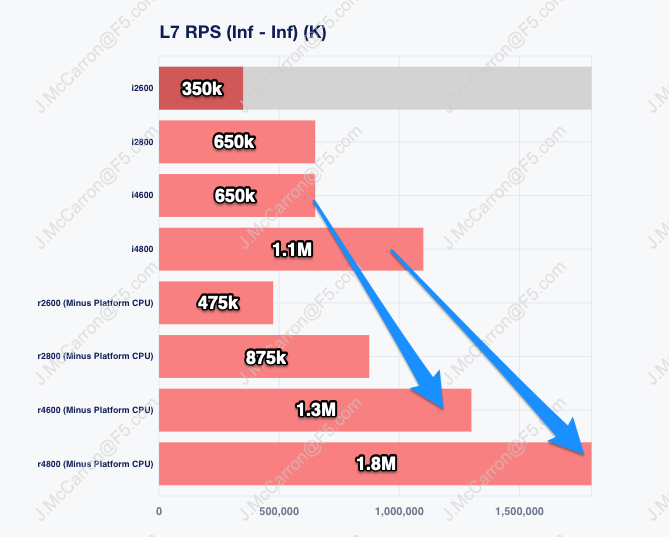 L7 RPS (Inf - Inf) (K)
i2600
350k
i2800
650k
i4600
650k
i4800
1.1M
r2600 (Minus Platform CPU)
475k
r2800 (Minus Platform CPU)
875k
r4600 (Minus Platform CPU)
1.3M
r4800 (Minus Platform CPU)
1.8M
0
500,000
1,000,000
1,500,000
J.McCarron@F5.com